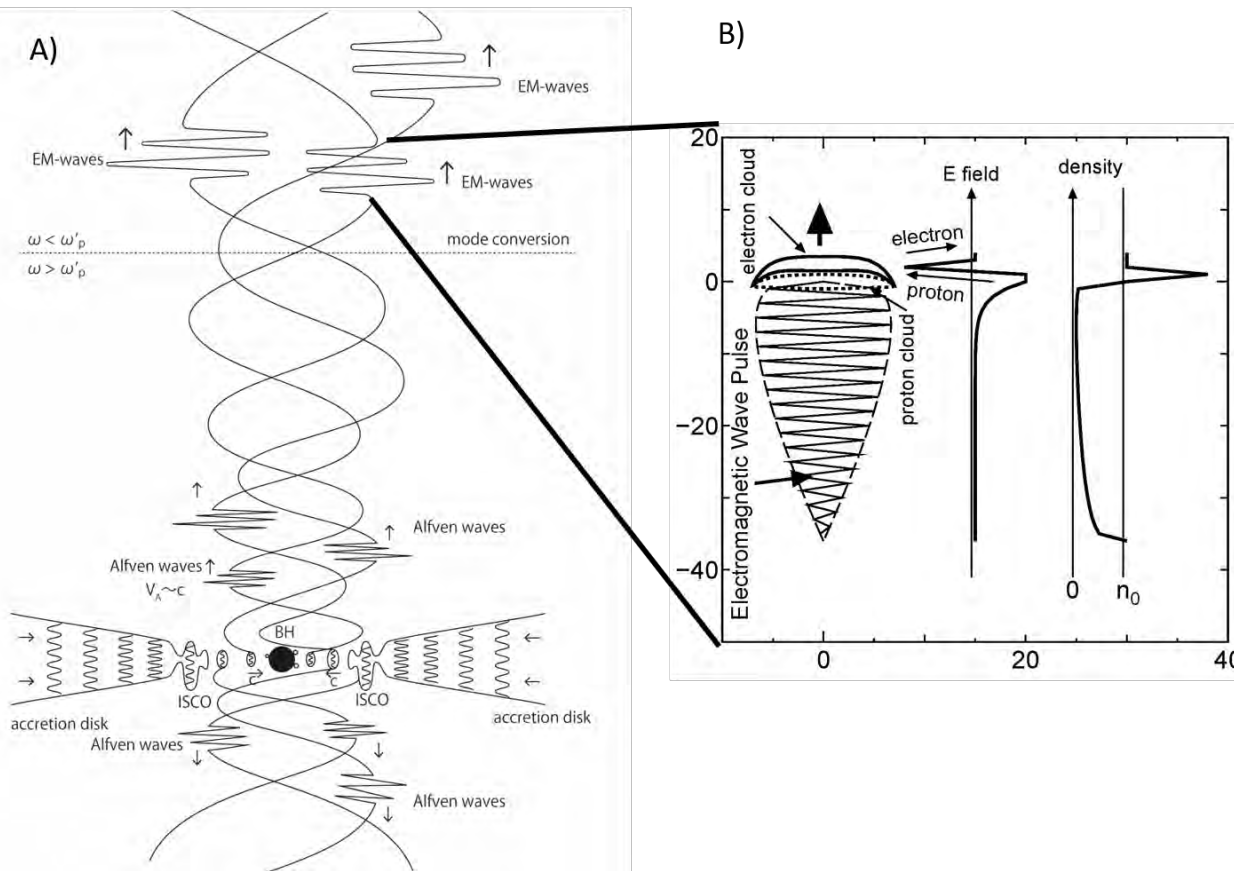 A)
EM-waves
EM-waves
EM-waves
ω < ω'p
mode conversion
ω > ω'p
Alfven waves
Alfven waves
V_A~c
BH
c
c
ISCO
ISCO
accretion disk
accretion disk
Alfven waves
Alfven waves
B)
20
0
−20
−40
0
20
40
Electromagnetic Wave Pulse
electron cloud
proton cloud
E field
electron
proton
density
0
n₀